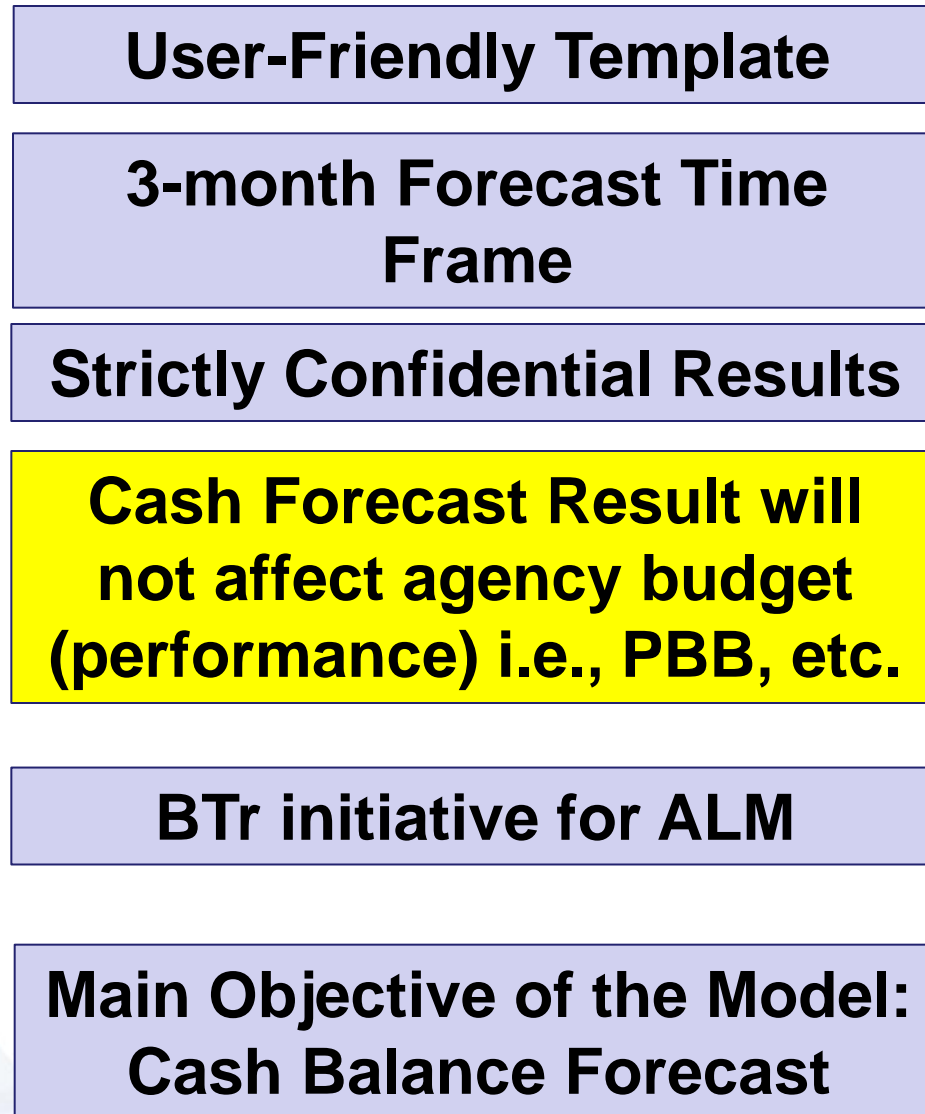 User-Friendly Template
3-month Forecast Time
Frame
Strictly Confidential Results
Cash Forecast Result will
not affect agency budget
(performance) i.e., PBB, etc.
BTr initiative for ALM
Main Objective of the Model:
Cash Balance Forecast